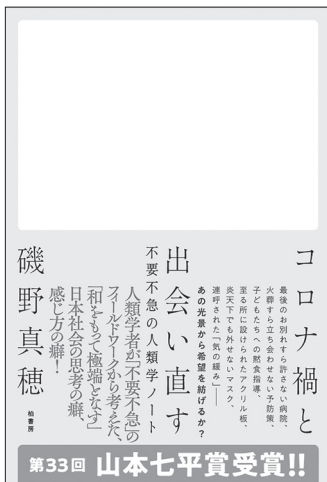 コロナ禍と
最後のお別れすら許さない病院、
火葬すら立ち会わせない予防策、
子どもたちへの黙食指導、
至る所に設けられたアクリル板、
炎天下でも外せないマスク、
連呼された「気の緩み」――
あの光景から希望を紡げるか?
出会い直す
不要不急の人類学ノート
人類学者が「不要不急」の
フィールドワークから考えた、
「和をもって極端となす」
日本社会の思考の癖、
感じ方の癖!
磯野真穂
柏書房
第33回 山本七平賞受賞!!